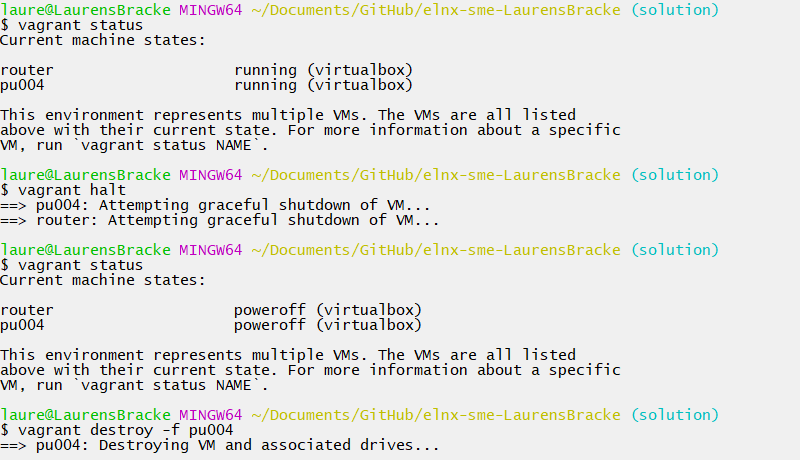 laure@LaurensBracke MINGW64 ~/Documents/GitHub/elnx-sme-LaurensBracke (solution)
$ vagrant status
Current machine states:
router                    running (virtualbox)
pu004                     running (virtualbox)
This environment represents multiple VMs. The VMs are all listed
above with their current state. For more information about a specific
VM, run `vagrant status NAME`.
laure@LaurensBracke MINGW64 ~/Documents/GitHub/elnx-sme-LaurensBracke (solution)
$ vagrant halt
==> pu004: Attempting graceful shutdown of VM...
==> router: Attempting graceful shutdown of VM...
laure@LaurensBracke MINGW64 ~/Documents/GitHub/elnx-sme-LaurensBracke (solution)
$ vagrant status
Current machine states:
router                    poweroff (virtualbox)
pu004                     poweroff (virtualbox)
This environment represents multiple VMs. The VMs are all listed
above with their current state. For more information about a specific
VM, run `vagrant status NAME`.
laure@LaurensBracke MINGW64 ~/Documents/GitHub/elnx-sme-LaurensBracke (solution)
$ vagrant destroy -f pu004
==> pu004: Destroying VM and associated drives...